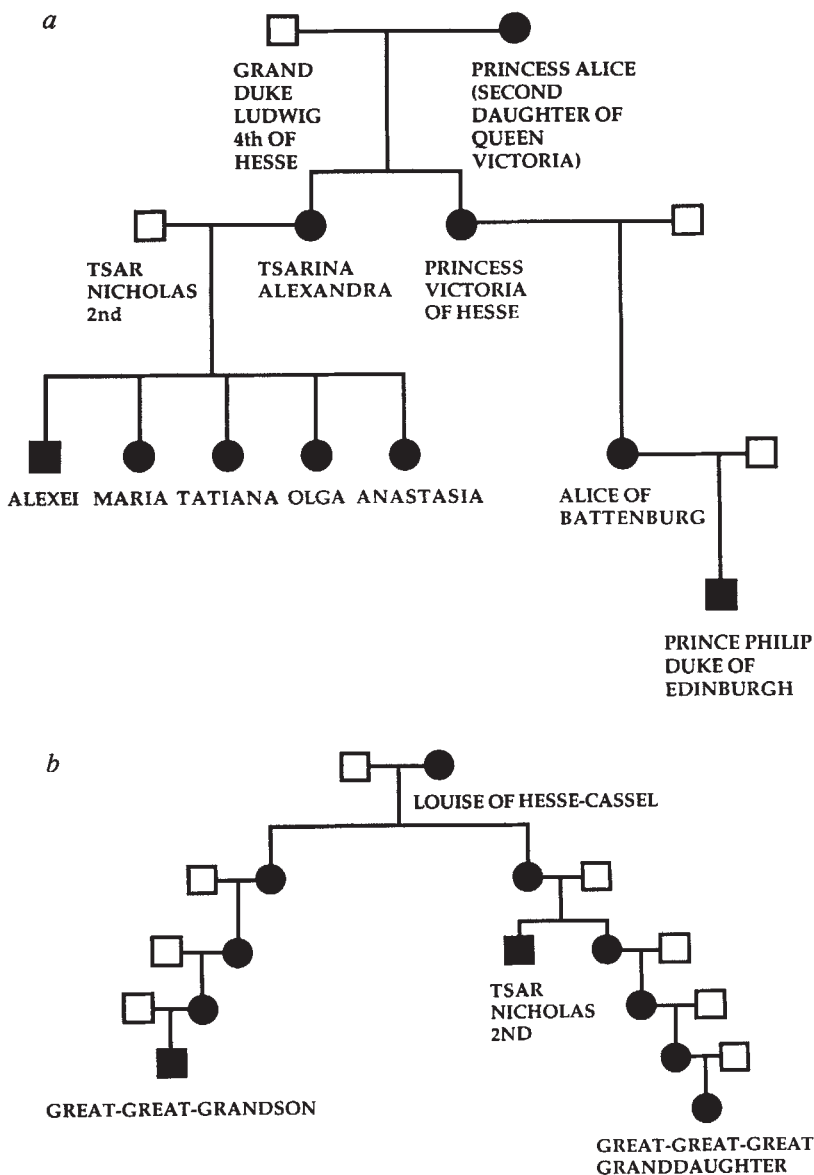 a
GRAND
DUKE
LUDWIG
4th OF
HESSE
PRINCESS ALICE
(SECOND
DAUGHTER OF
QUEEN
VICTORIA)
TSAR
NICHOLAS
2nd
TSARINA
ALEXANDRA
PRINCESS
VICTORIA
OF HESSE
ALEXEI MARIA TATIANA OLGA ANASTASIA
ALICE OF
BATTENBURG
PRINCE PHILIP
DUKE OF
EDINBURGH
b
LOUISE OF HESSE-CASSEL
TSAR
NICHOLAS
2ND
GREAT-GREAT-GRANDSON
GREAT-GREAT-GREAT
GRANDDAUGHTER